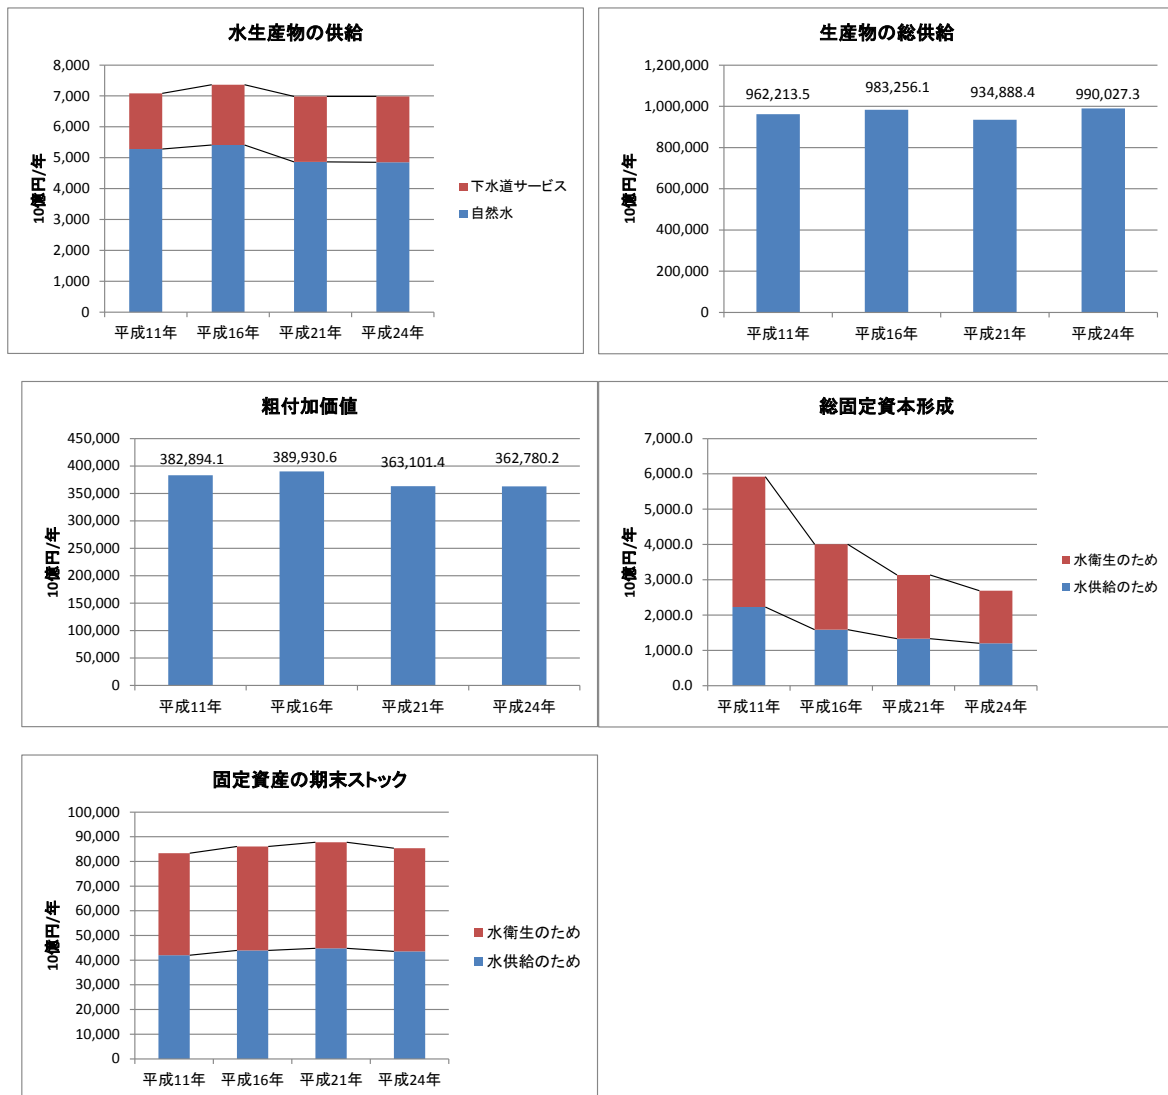 水生産物の供給
10億円/年
8,000
7,000
6,000
5,000
4,000
3,000
2,000
1,000
0
平成11年 平成16年 平成21年 平成24年
下水道サービス
自然水
生産物の総供給
10億円/年
1,200,000
1,000,000
800,000
600,000
400,000
200,000
0
962,213.5 983,256.1 934,888.4 990,027.3
平成11年 平成16年 平成21年 平成24年
粗付加価値
10億円/年
450,000
400,000
350,000
300,000
250,000
200,000
150,000
100,000
50,000
0
382,894.1 389,930.6 363,101.4 362,780.2
平成11年 平成16年 平成21年 平成24年
総固定資本形成
10億円/年
7,000.0
6,000.0
5,000.0
4,000.0
3,000.0
2,000.0
1,000.0
0.0
平成11年 平成16年 平成21年 平成24年
水衛生のため
水供給のため
固定資産の期末ストック
10億円/年
100,000
90,000
80,000
70,000
60,000
50,000
40,000
30,000
20,000
10,000
0
平成11年 平成16年 平成21年 平成24年
水衛生のため
水供給のため